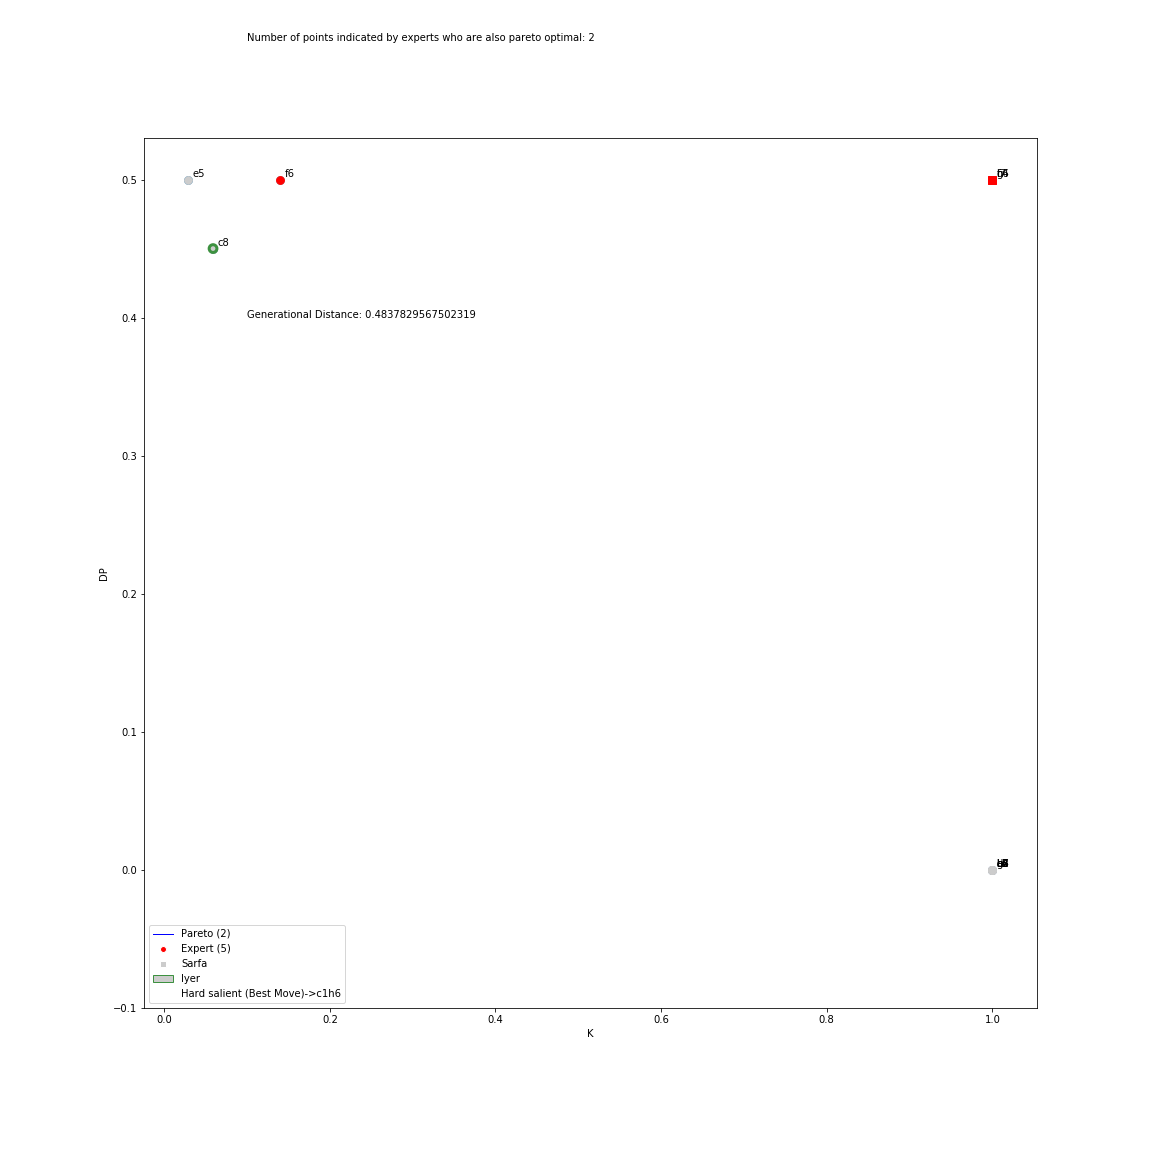 Number of points indicated by experts who are also pareto optimal: 2
e5
f6
c8
Generational Distance: 0.4837829567502319
0.5
0.4
0.3
0.2
0.1
0.0
−0.1
DP
Pareto (2)
Expert (5)
Sarfa
Iyer
Hard salient (Best Move)->c1h6
0.0
0.2
0.4
0.6
0.8
1.0
K